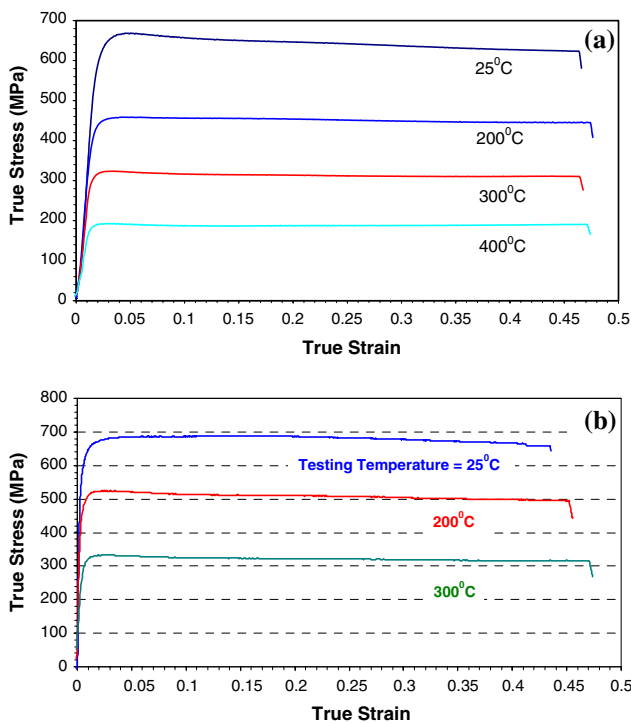 (a)
700
600
500
400
300
200
100
0
True Stress (MPa)
25⁰C
200⁰C
300⁰C
400⁰C
0 0.05 0.1 0.15 0.2 0.25 0.3 0.35 0.4 0.45 0.5
True Strain
(b)
800
700
600
500
400
300
200
100
0
True Stress (MPa)
Testing Temperature = 25⁰C
200⁰C
300⁰C
0 0.05 0.1 0.15 0.2 0.25 0.3 0.35 0.4 0.45 0.5
True Strain